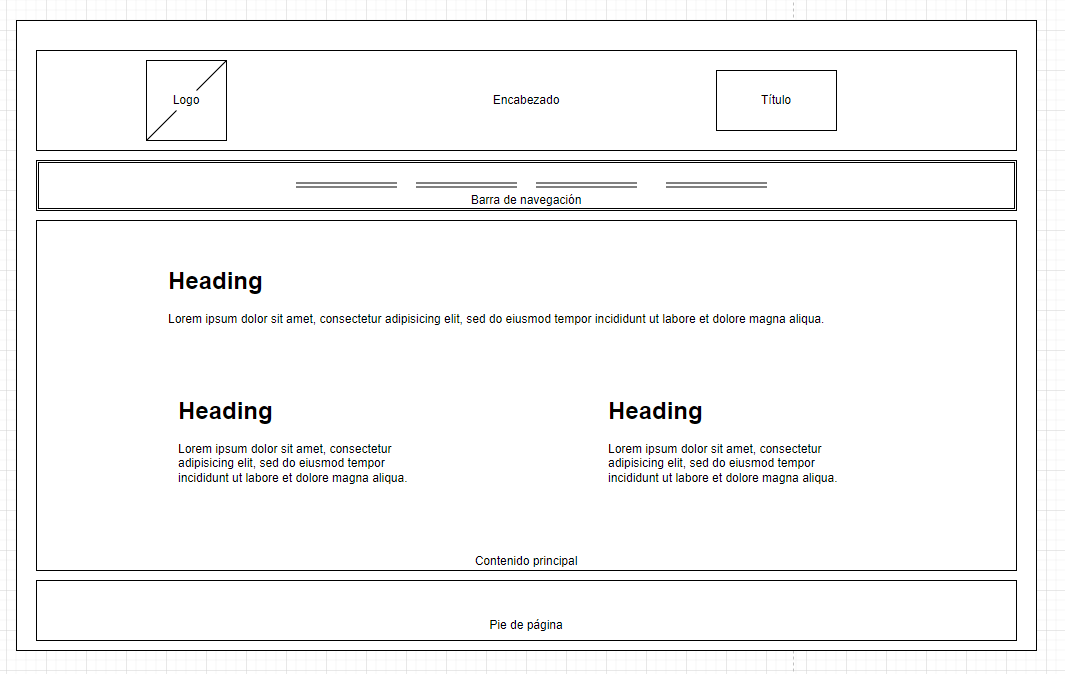 Logo
Encabezado
Título
Barra de navegación
Heading
Lorem ipsum dolor sit amet, consectetur adipisicing elit, sed do eiusmod tempor incididunt ut labore et dolore magna aliqua.
Heading
Lorem ipsum dolor sit amet, consectetur
adipisicing elit, sed do eiusmod tempor
incididunt ut labore et dolore magna aliqua.
Heading
Lorem ipsum dolor sit amet, consectetur
adipisicing elit, sed do eiusmod tempor
incididunt ut labore et dolore magna aliqua.
Contenido principal
Pie de página